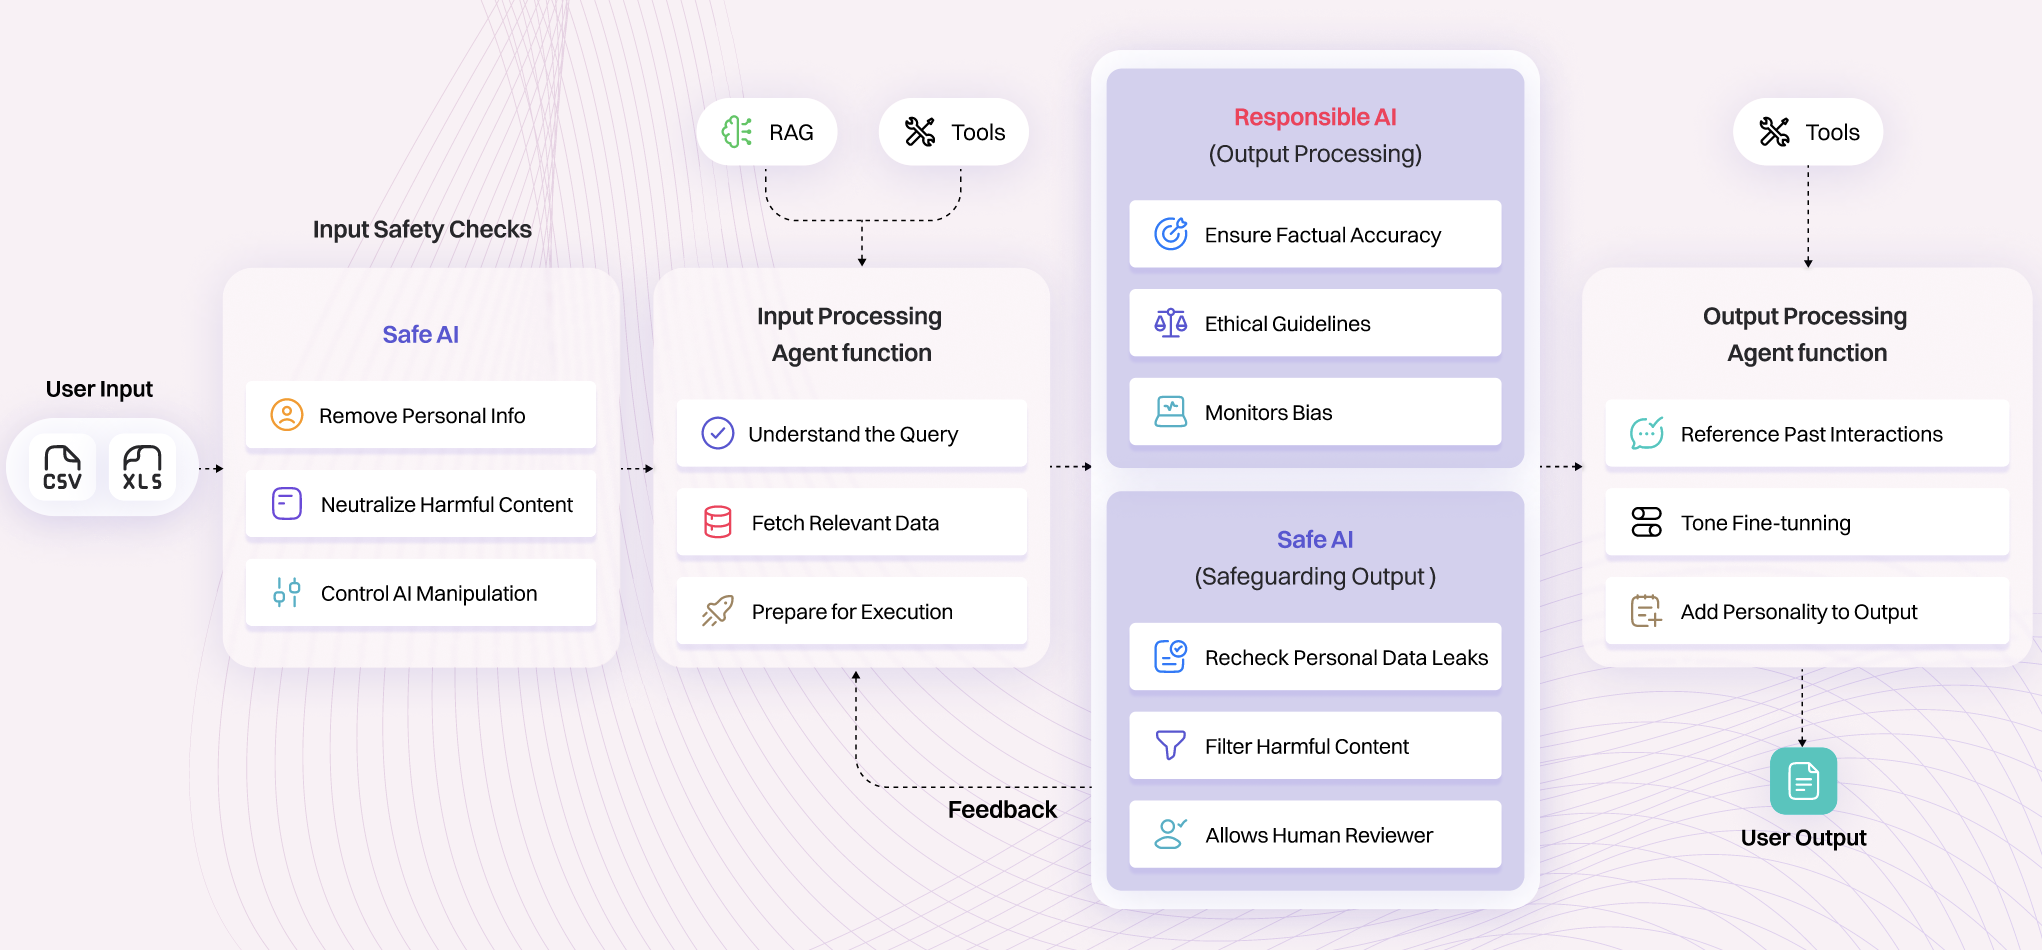 User Input
CSV
XLS
Input Safety Checks
Safe AI
Remove Personal Info
Neutralize Harmful Content
Control AI Manipulation
RAG
Tools
Input Processing
Agent function
Understand the Query
Fetch Relevant Data
Prepare for Execution
Feedback
Responsible AI
(Output Processing)
Ensure Factual Accuracy
Ethical Guidelines
Monitors Bias
Safe AI
(Safeguarding Output )
Recheck Personal Data Leaks
Filter Harmful Content
Allows Human Reviewer
Tools
Output Processing
Agent function
Reference Past Interactions
Tone Fine-tunning
Add Personality to Output
User Output